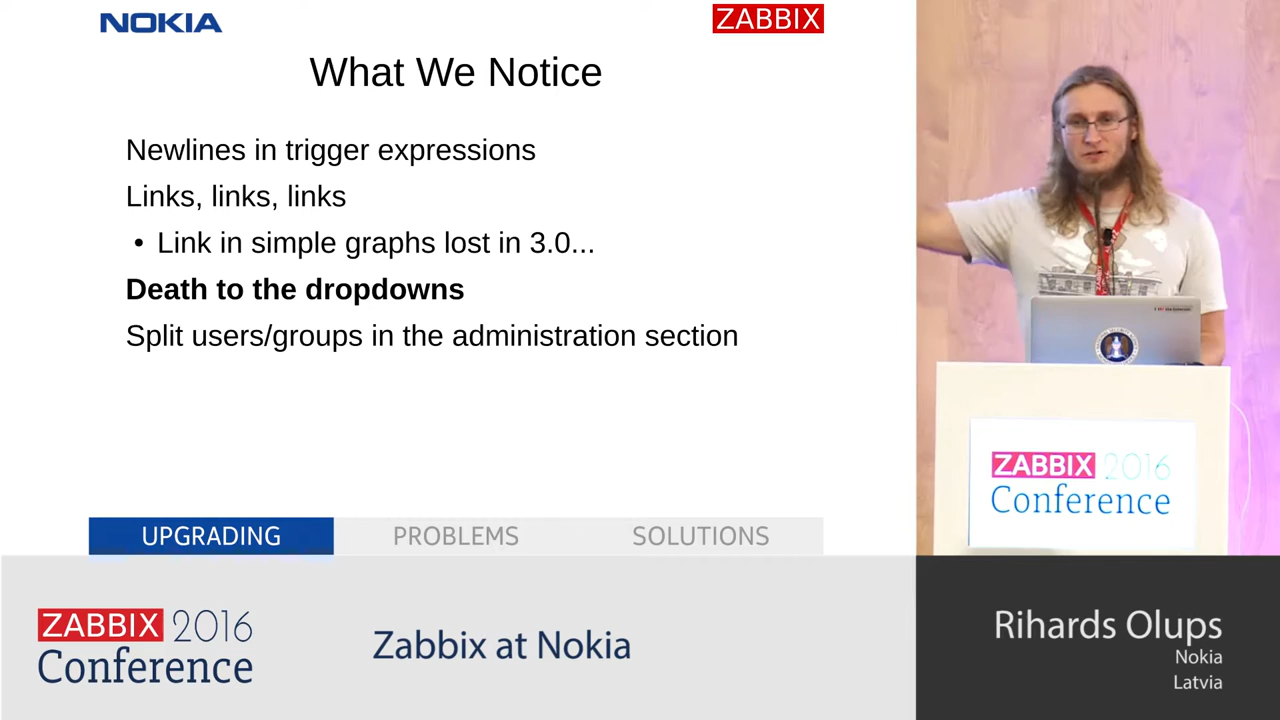 NOKIA
ZABBIX
What We Notice
Newlines in trigger expressions
Links, links, links
• Link in simple graphs lost in 3.0...
Death to the dropdowns
Split users/groups in the administration section
UPGRADING
PROBLEMS
SOLUTIONS
ZABBIX 2016
Conference
ZABBIX 2016
Conference
Zabbix at Nokia
Rihards Olups
Nokia
Latvia